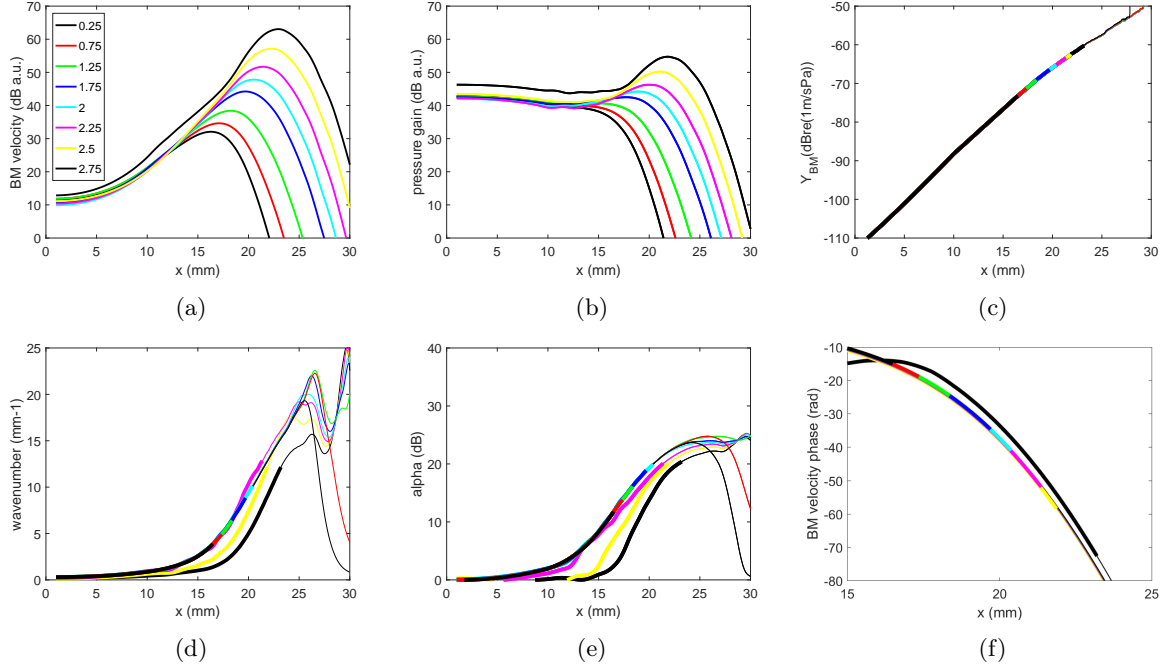 70
60
50
40
30
20
10
0
BM velocity (dB a.u.)
0.25
0.75
1.25
1.75
2
2.25
2.5
2.75
0 5 10 15 20 25 30
x (mm)
(a)
70
60
50
40
30
20
10
0
pressure gain (dB a.u.)
0 5 10 15 20 25 30
x (mm)
(b)
-50
-60
-70
-80
-90
-100
-110
Y_BM(dBre(1m/sPa))
0 5 10 15 20 25 30
x (mm)
(c)
25
20
15
10
5
0
wavenumber (mm-1)
0 5 10 15 20 25 30
x (mm)
(d)
40
30
20
10
0
alpha (dB)
0 5 10 15 20 25 30
x (mm)
(e)
-10
-20
-30
-40
-50
-60
-70
-80
BM velocity phase (rad)
15 20 25
x (mm)
(f)